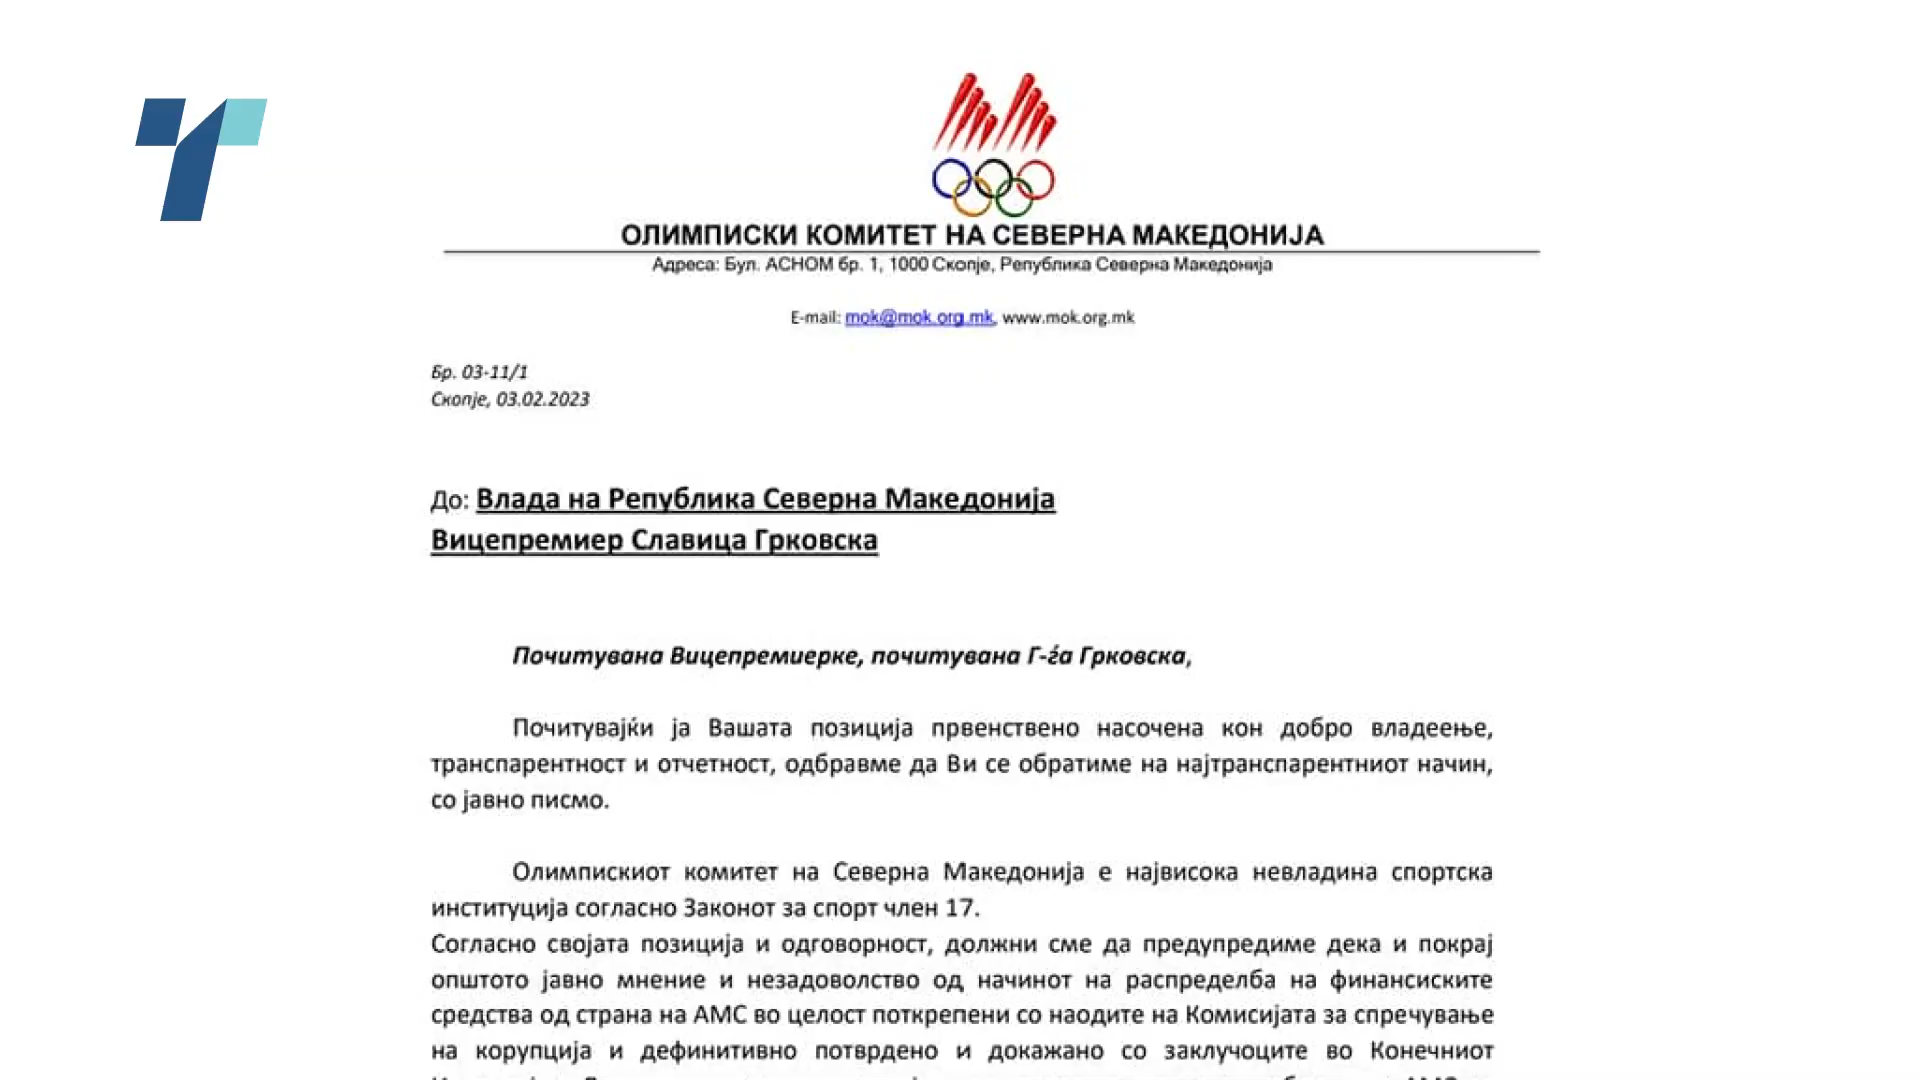 ОЛИМПИСКИ КОМИТЕТ НА СЕВЕРНА МАКЕДОНИЈА
Адреса: Бул. АСНОМ бр. 1, 1000 Скопје, Република Северна Македонија
E-mail: mok@mok.org.mk, www.mok.org.mk
Бр. 03-11/1
Скопје, 03.02.2023
До: Влада на Република Северна Македонија
Вицепремиер Славица Грковска
Почитувана Вицепремиерке, почитувана Г-ѓа Грковска,
Почитувајќи ја Вашата позиција првенствено насочена кон добро владеење,
транспарентност и отчетност, одбравме да Ви се обратиме на најтранспарентниот начин,
со јавно писмо.
Олимпискиот комитет на Северна Македонија е највисока невладина спортска
институција согласно Законот за спорт член 17.
Согласно својата позиција и одговорност, должни сме да предупредиме дека и покрај
општото јавно мнение и незадоволство од начинот на распределба на финансиските
средства од страна на АМС во целост поткрепени со наодите на Комисијата за спречување
на корупција и дефинитивно потврдено и докажано со заклучоците во Конечниот